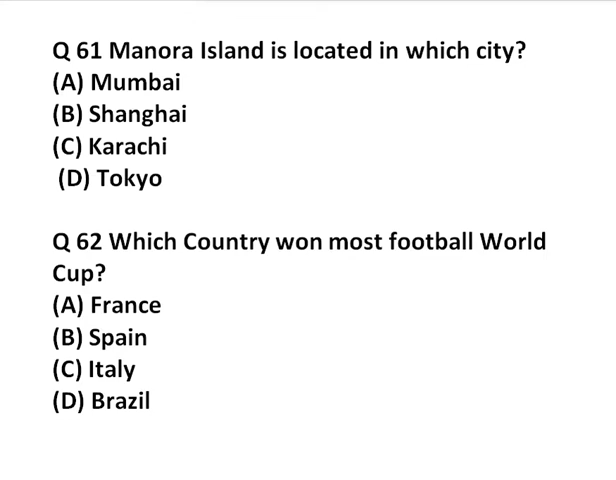 Q 61 Manora Island is located in which city?
(A) Mumbai
(B) Shanghai
(C) Karachi
(D) Tokyo
Q 62 Which Country won most football World
Cup?
(A) France
(B) Spain
(C) Italy
(D) Brazil